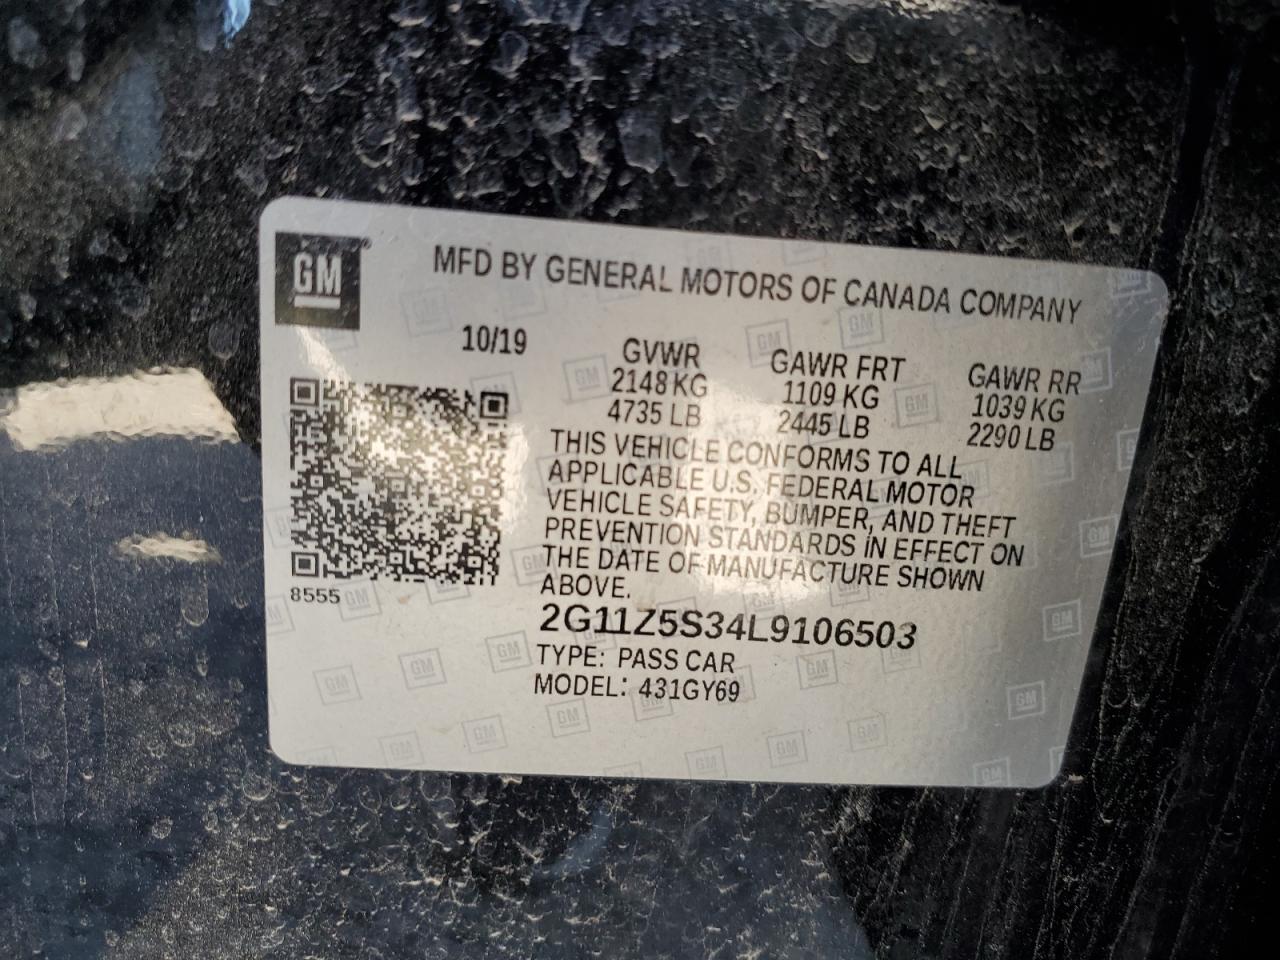 GM®
MFD BY GENERAL MOTORS OF CANADA COMPANY
10/19
GVWR GAWR FRT GAWR RR
2148 KG 1109 KG 1039 KG
4735 LB 2445 LB 2290 LB
THIS VEHICLE CONFORMS TO ALL
APPLICABLE U.S. FEDERAL MOTOR
VEHICLE SAFETY, BUMPER, AND THEFT
PREVENTION STANDARDS IN EFFECT ON
THE DATE OF MANUFACTURE SHOWN
ABOVE.
8555
2G11Z5S34L9106503
TYPE: PASS CAR
MODEL: 431GY69